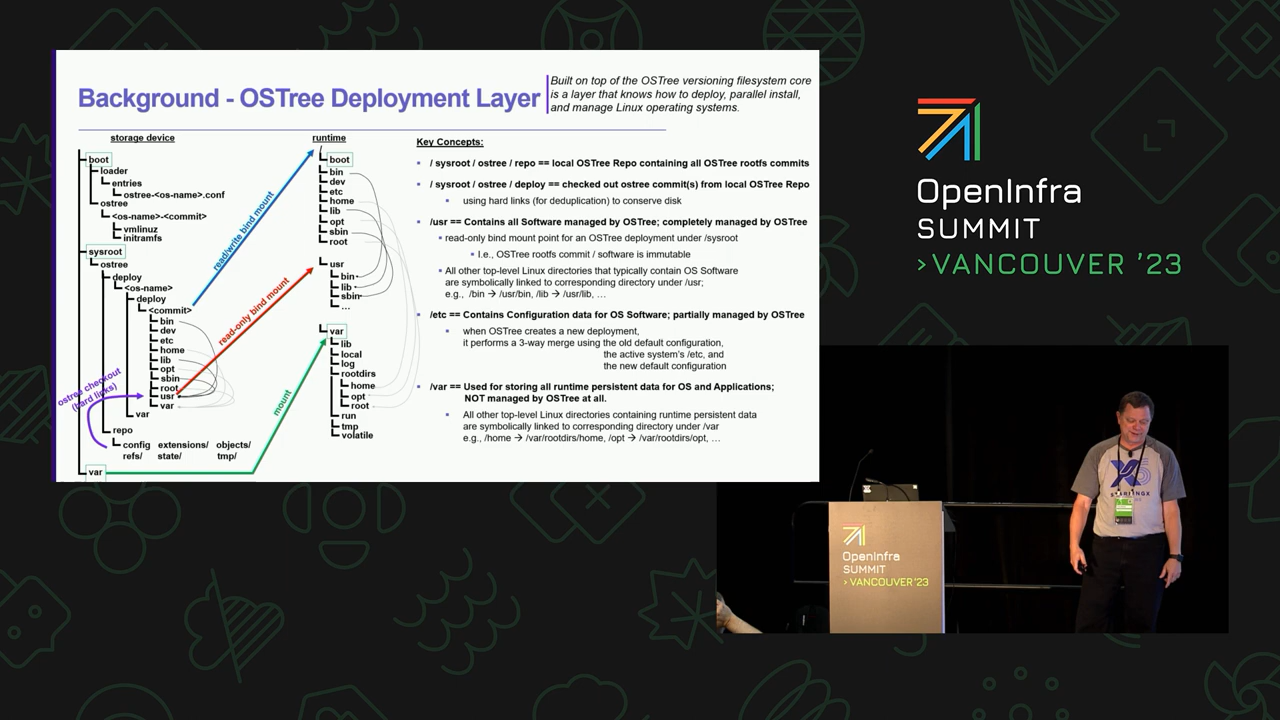 Background - OSTree Deployment Layer
Built on top of the OSTree versioning filesystem core
is a layer that knows how to deploy, parallel install,
and manage Linux operating systems.
storage device
boot
loader
entries
ostree-<os-name>.conf
ostree
<os-name>-<commit>
vmlinuz
initramfs
sysroot
ostree
deploy
<os-name>
deploy
<commit>
bin
dev
etc
home
lib
opt
sbin
root
usr
var
var
repo
config extensions/ objects/
refs/ state/ tmp/
var
ostree checkout
(hard links)
read/write bind mount
read-only bind mount
mount
runtime
/
boot
bin
dev
etc
home
lib
opt
sbin
root
usr
bin
lib
sbin
...
var
lib
local
log
rootdirs
home
opt
root
run
tmp
volatile
Key Concepts:
▪ / sysroot / ostree / repo == local OSTree Repo containing all OSTree rootfs commits
▪ / sysroot / ostree / deploy == checked out ostree commit(s) from local OSTree Repo
▪ using hard links (for deduplication) to conserve disk
▪ /usr == Contains all Software managed by OSTree; completely managed by OSTree
▪ read-only bind mount point for an OSTree deployment under /sysroot
▪ I.e., OSTree rootfs commit / software is immutable
▪ All other top-level Linux directories that typically contain OS Software
are symbolically linked to corresponding directory under /usr;
e.g., /bin → /usr/bin, /lib → /usr/lib, …
▪ /etc == Contains Configuration data for OS Software; partially managed by OSTree
▪ when OSTree creates a new deployment,
it performs a 3-way merge using the old default configuration,
the active system's /etc, and
the new default configuration
▪ /var == Used for storing all runtime persistent data for OS and Applications;
NOT managed by OSTree at all.
▪ All other top-level Linux directories containing runtime persistent data
are symbolically linked to corresponding directory under /var
e.g., /home → /var/rootdirs/home, /opt → /var/rootdirs/opt, …
OpenInfra
SUMMIT
>VANCOUVER '23
OpenInfra
SUMMIT
>VANCOUVER'23